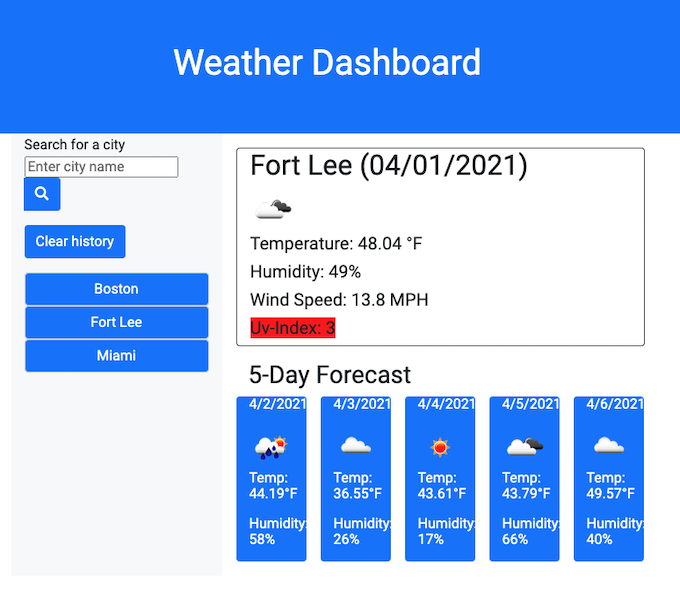 Weather Dashboard
Search for a city
Enter city name
Clear history
Boston
Fort Lee
Miami
Fort Lee (04/01/2021)
Temperature: 48.04 °F
Humidity: 49%
Wind Speed: 13.8 MPH
Uv-Index: 3
5-Day Forecast
4/2/2021
Temp:
44.19°F
Humidity:
58%
4/3/2021
Temp:
36.55°F
Humidity:
26%
4/4/2021
Temp:
43.61°F
Humidity:
17%
4/5/2021
Temp:
43.79°F
Humidity:
66%
4/6/2021
Temp:
49.57°F
Humidity:
40%